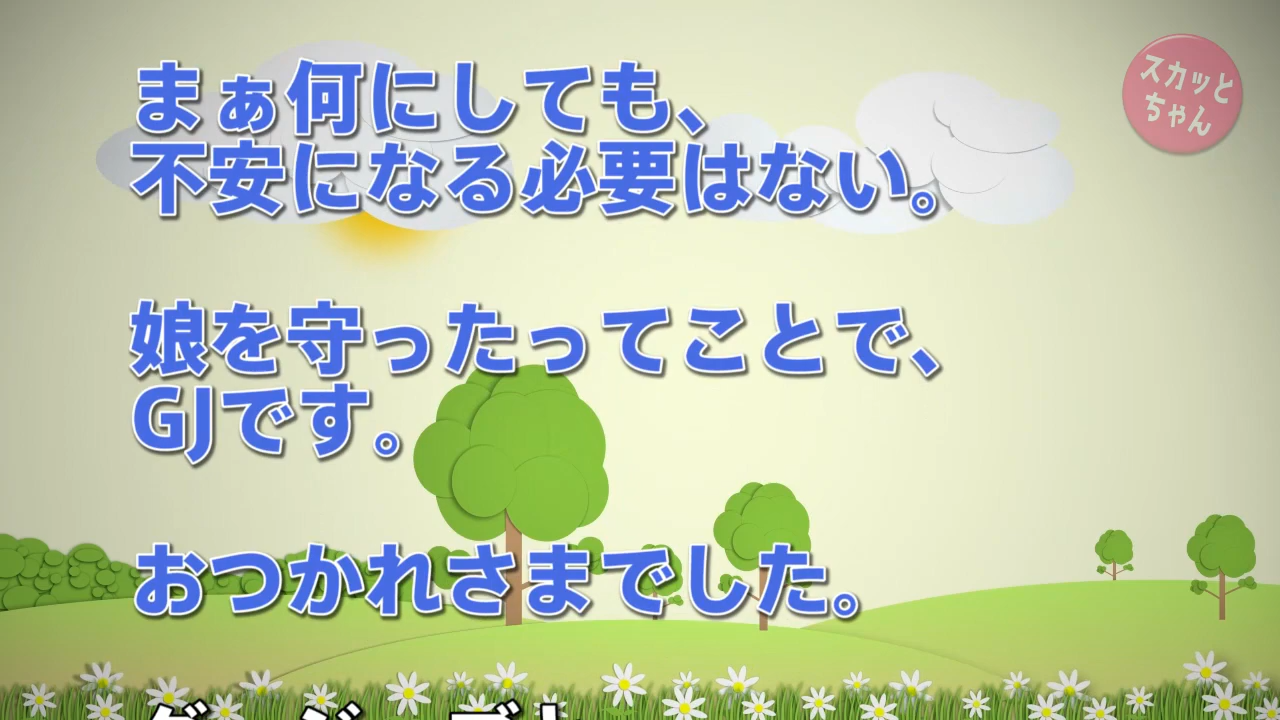 まぁ何にしても、
不安になる必要はない。
娘を守ったってことで、
GJです。
おつかれさまでした。
スカッと
ちゃん